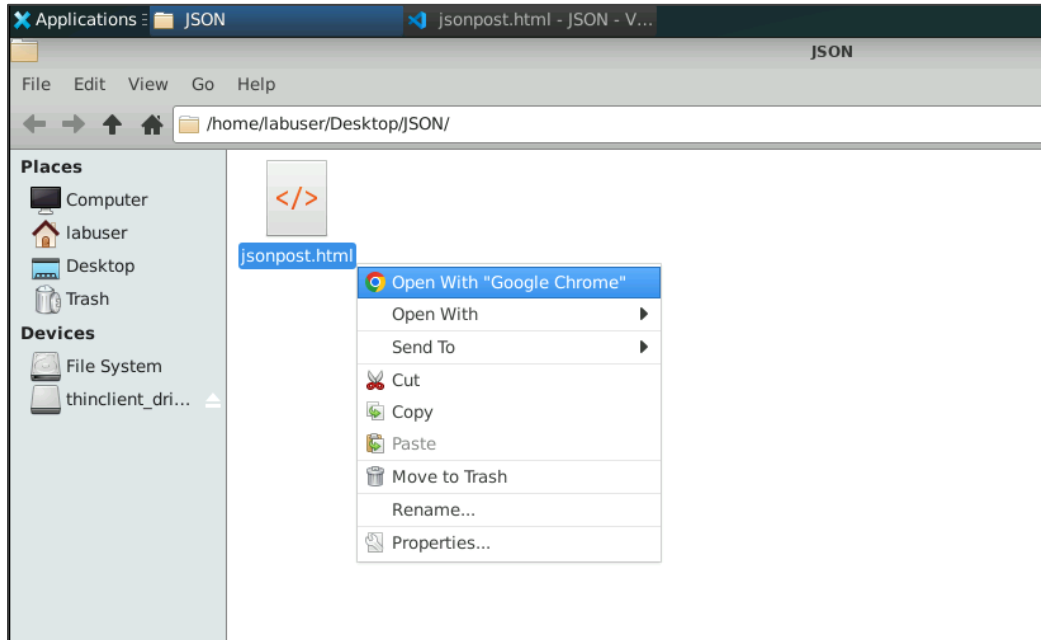 Applications
JSON
jsonpost.html - JSON - V...
JSON
File Edit View Go Help
/home/labuser/Desktop/JSON/
Places
Computer
labuser
Desktop
Trash
Devices
File System
thinclient_dri...
</>
jsonpost.html
Open With "Google Chrome"
Open With
Send To
Cut
Copy
Paste
Move to Trash
Rename...
Properties...